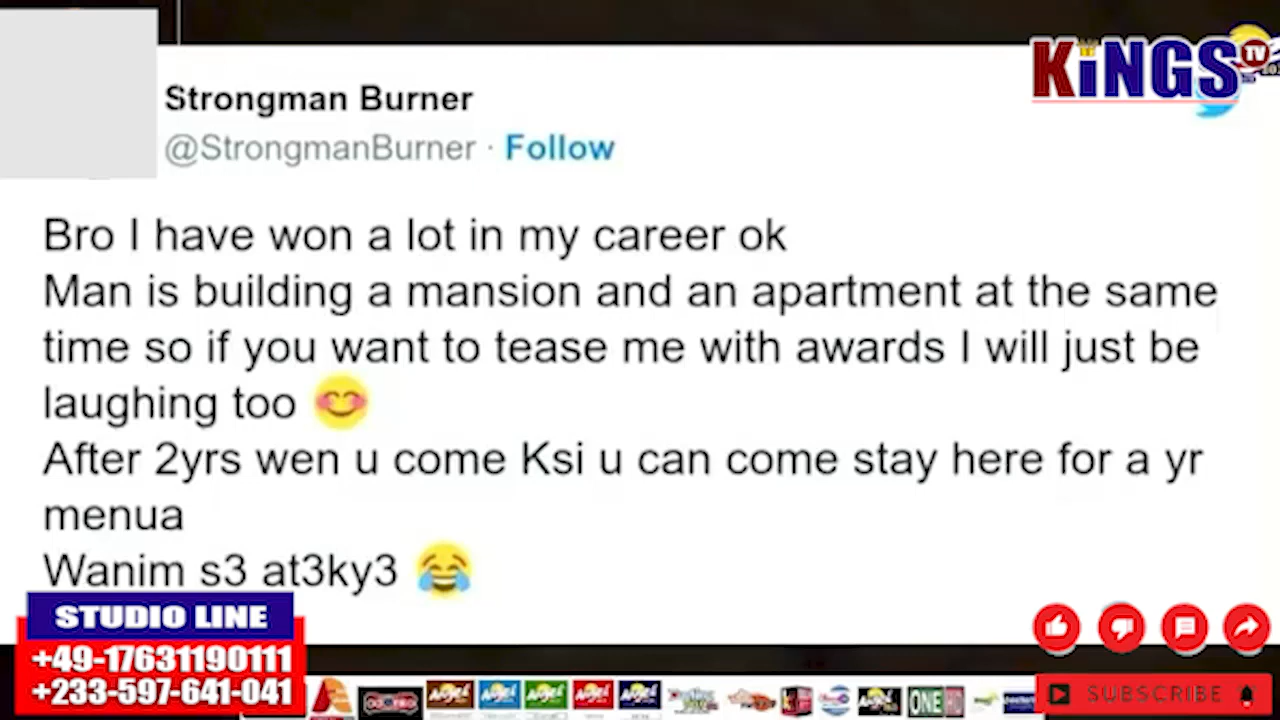 KiNGS TV
Strongman Burner
@StrongmanBurner · Follow
Bro I have won a lot in my career ok
Man is building a mansion and an apartment at the same
time so if you want to tease me with awards I will just be
laughing too 😊
After 2yrs wen u come Ksi u can come stay here for a yr
menua
Wanim s3 at3ky3 😂
STUDIO LINE
+49-17631190111
+233-597-641-041
ONE
SUBSCRIBE